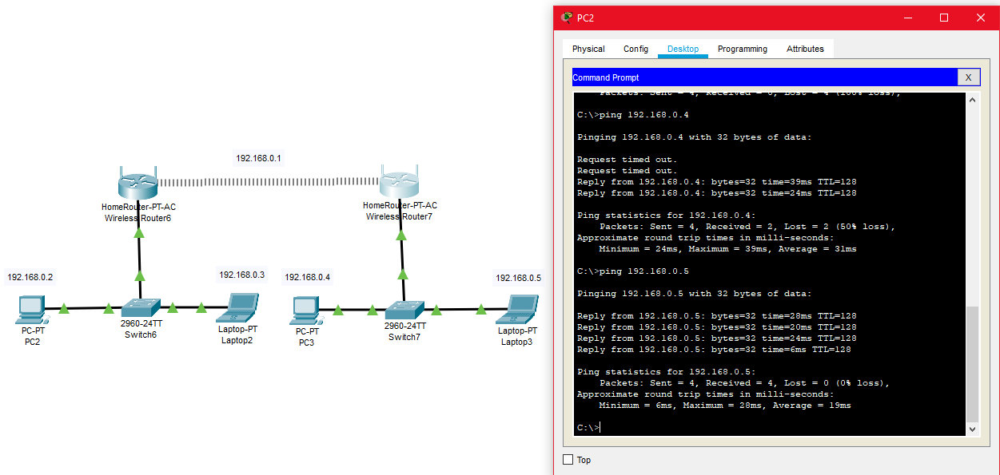 192.168.0.1
HomeRouter-PT-AC
Wireless Router6
HomeRouter-PT-AC
Wireless Router7
192.168.0.2
192.168.0.3
192.168.0.4
192.168.0.5
PC-PT
PC2
2960-24TT
Switch6
Laptop-PT
Laptop2
PC-PT
PC3
2960-24TT
Switch7
Laptop-PT
Laptop3
PC2
Physical Config Desktop Programming Attributes
Command Prompt X
Packets: Sent = 4, Received = 0, Lost = 4 (100% loss),
C:\>ping 192.168.0.4
Pinging 192.168.0.4 with 32 bytes of data:
Request timed out.
Request timed out.
Reply from 192.168.0.4: bytes=32 time=39ms TTL=128
Reply from 192.168.0.4: bytes=32 time=24ms TTL=128
Ping statistics for 192.168.0.4:
Packets: Sent = 4, Received = 2, Lost = 2 (50% loss),
Approximate round trip times in milli-seconds:
Minimum = 24ms, Maximum = 39ms, Average = 31ms
C:\>ping 192.168.0.5
Pinging 192.168.0.5 with 32 bytes of data:
Reply from 192.168.0.5: bytes=32 time=28ms TTL=128
Reply from 192.168.0.5: bytes=32 time=20ms TTL=128
Reply from 192.168.0.5: bytes=32 time=24ms TTL=128
Reply from 192.168.0.5: bytes=32 time=6ms TTL=128
Ping statistics for 192.168.0.5:
Packets: Sent = 4, Received = 4, Lost = 0 (0% loss),
Approximate round trip times in milli-seconds:
Minimum = 6ms, Maximum = 28ms, Average = 19ms
C:\>
Top